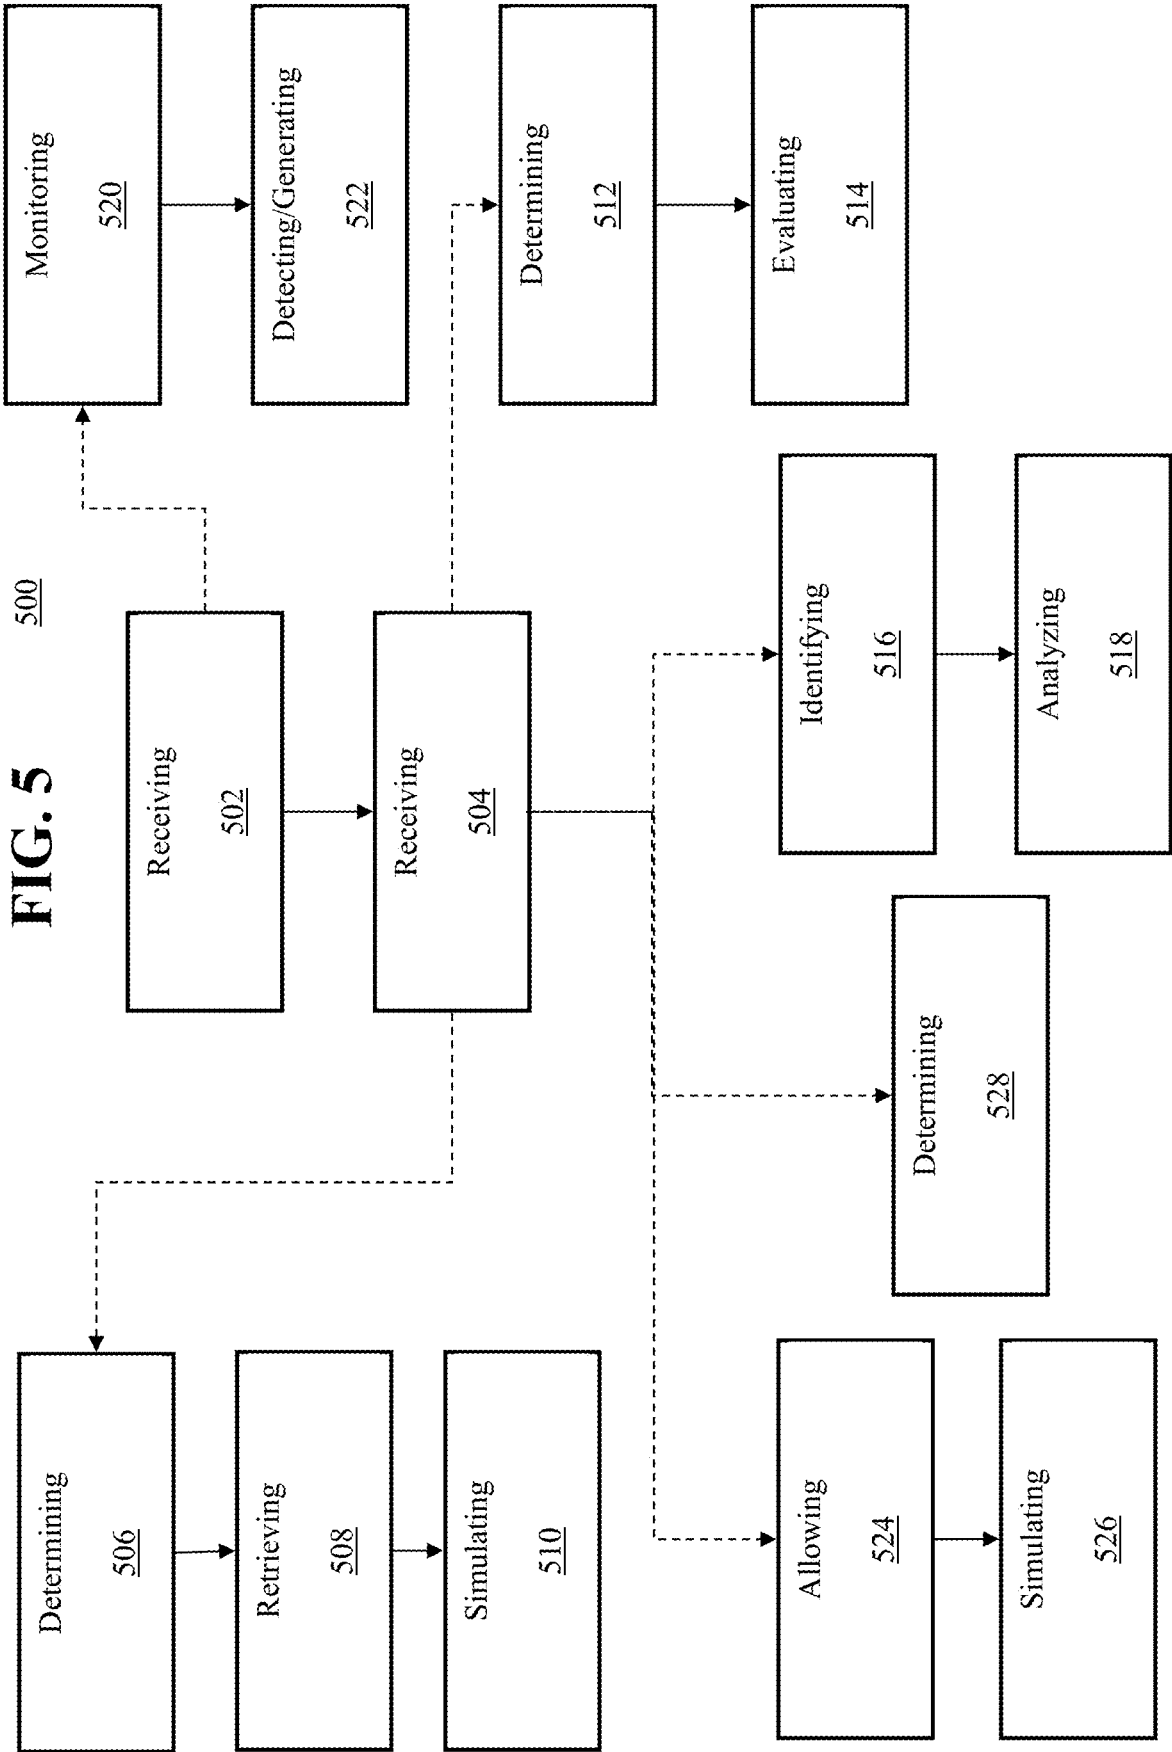 FIG. 5
500
Determining
506
Retrieving
508
Simulating
510
Receiving
502
Receiving
504
Monitoring
520
Detecting/Generating
522
Determining
512
Evaluating
514
Allowing
524
Simulating
526
Determining
528
Identifying
516
Analyzing
518